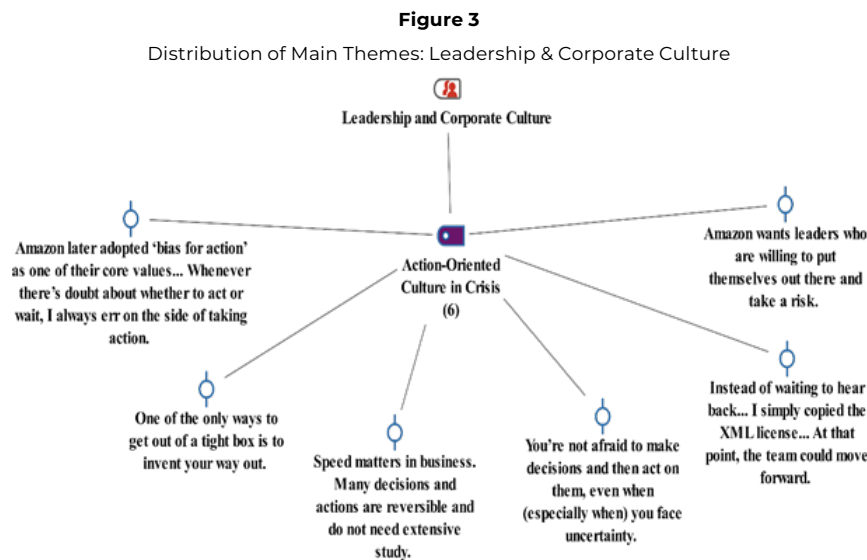 Figure 3
Distribution of Main Themes: Leadership & Corporate Culture
Leadership and Corporate Culture
Amazon later adopted ‘bias for action’
as one of their core values... Whenever
there’s doubt about whether to act or
wait, I always err on the side of taking
action.
Action-Oriented
Culture in Crisis
(6)
Amazon wants leaders who
are willing to put
themselves out there and
take a risk.
One of the only ways to
get out of a tight box is to
invent your way out.
Speed matters in business.
Many decisions and
actions are reversible and
do not need extensive
study.
You’re not afraid to make
decisions and then act on
them, even when
(especially when) you face
uncertainty.
Instead of waiting to hear
back... I simply copied the
XML license... At that
point, the team could move
forward.